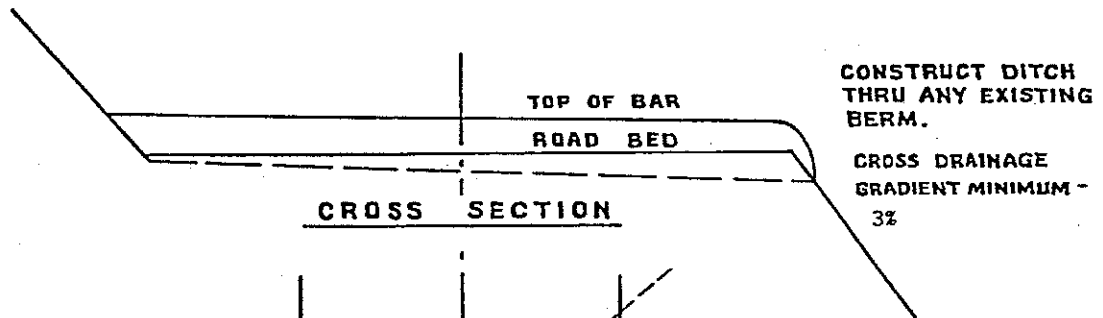 CONSTRUCT DITCH
THRU ANY EXISTING
BERM.
TOP OF BAR
ROAD BED
CROSS DRAINAGE
GRADIENT MINIMUM -
3%
CROSS SECTION